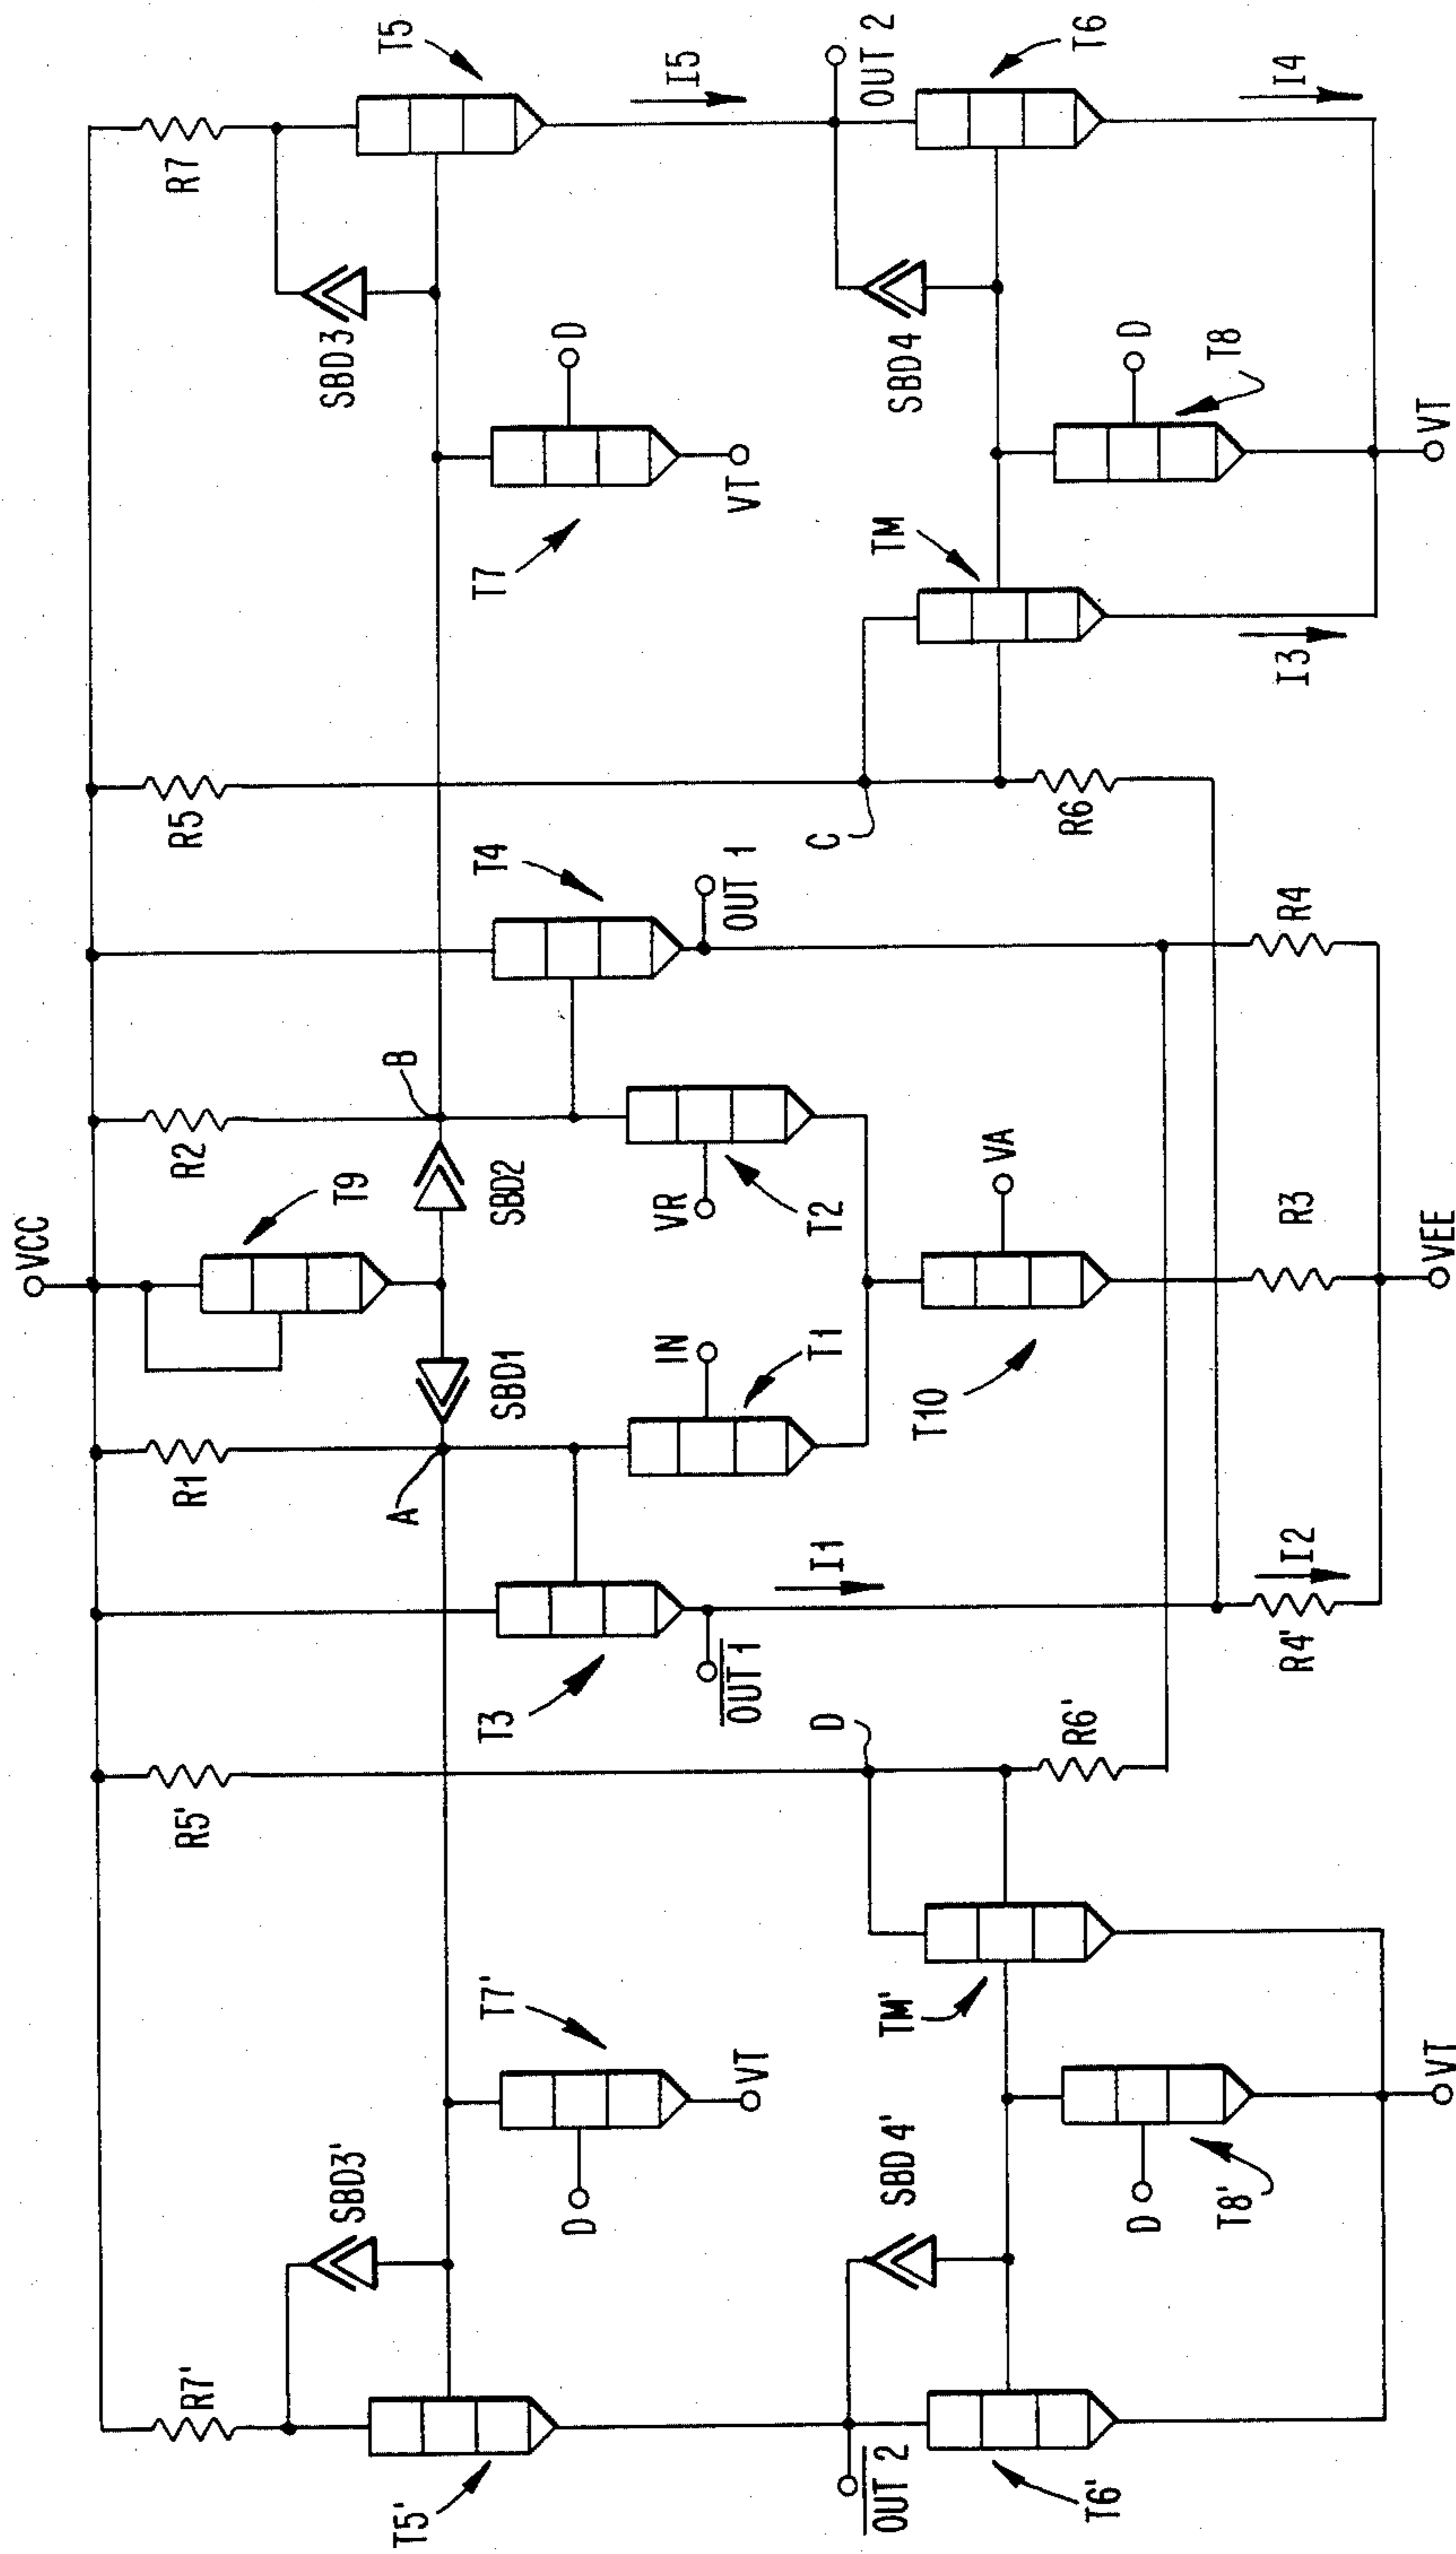 VCC
R7'
R5'
R1
T9
R2
R5
R7
T5
T5'
SBD3'
T7'
T3
A
SBD1
SBD2
B
T4
T7
SBD3
D
VT
IN
VR
D
VT
I5
OUT 1
T1
T2
OUT 1
OUT 2
SBD4'
TM'
D
I1
T10
VA
C
TM
SBD4
OUT 2
T6'
D
T8'
R6'
R4'
I2
R3
R4
R6
I3
D
T8
T6
I4
VT
VEE
VT